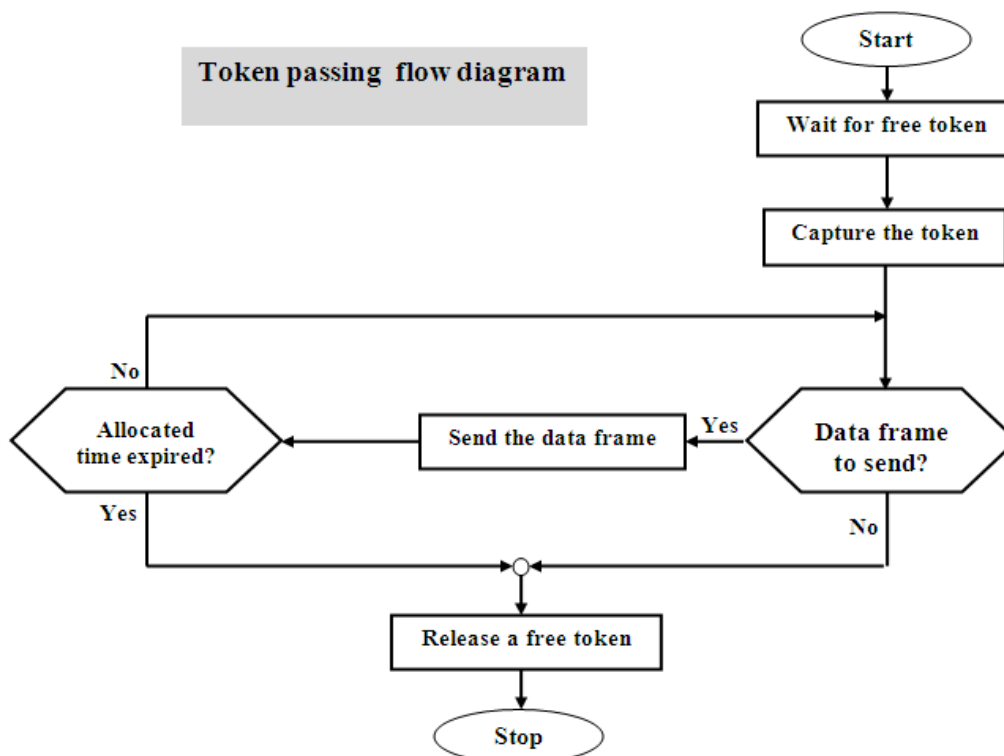 Start
Token passing flow diagram
Wait for free token
Capture the token
No
Allocated
time expired?
Send the data frame
Yes
Data frame
to send?
Yes
No
Release a free token
Stop